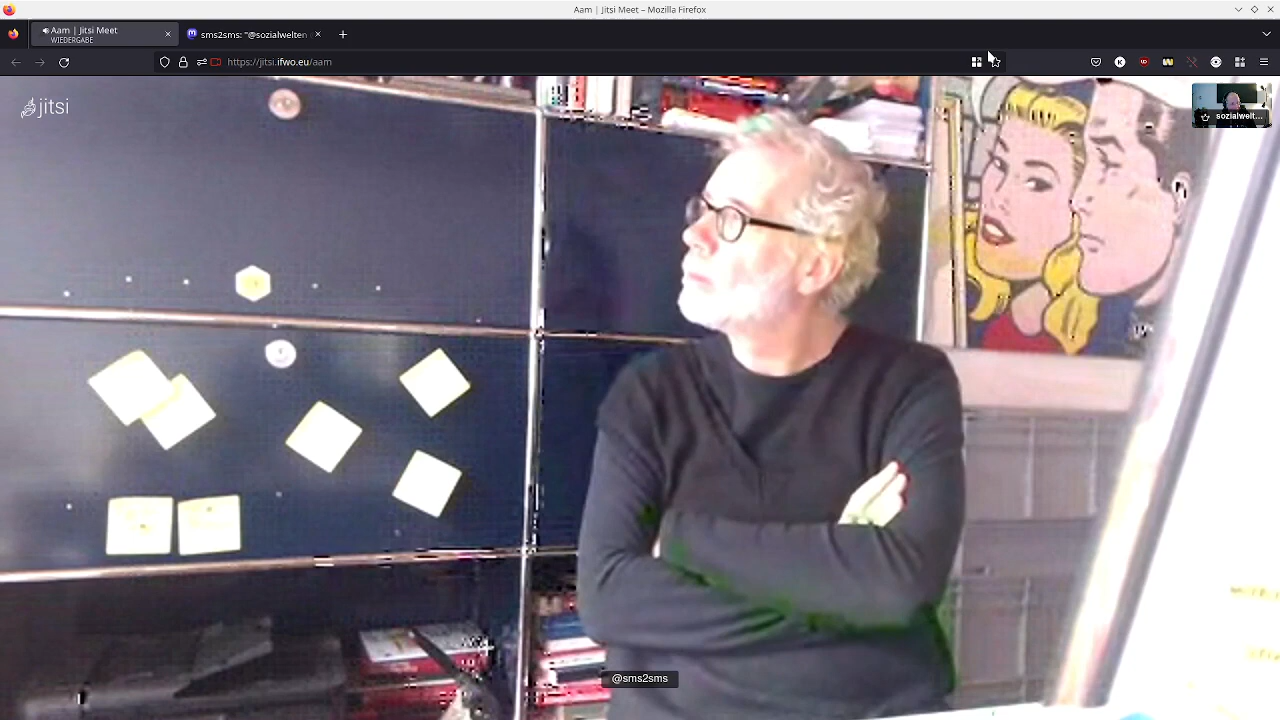 Aam | Jitsi Meet – Mozilla Firefox
Aam | Jitsi Meet
WIEDERGABE
sms2sms: "@sozialwelten
https://jitsi.ifwo.eu/aam
jitsi
sozialwelt...
@sms2sms